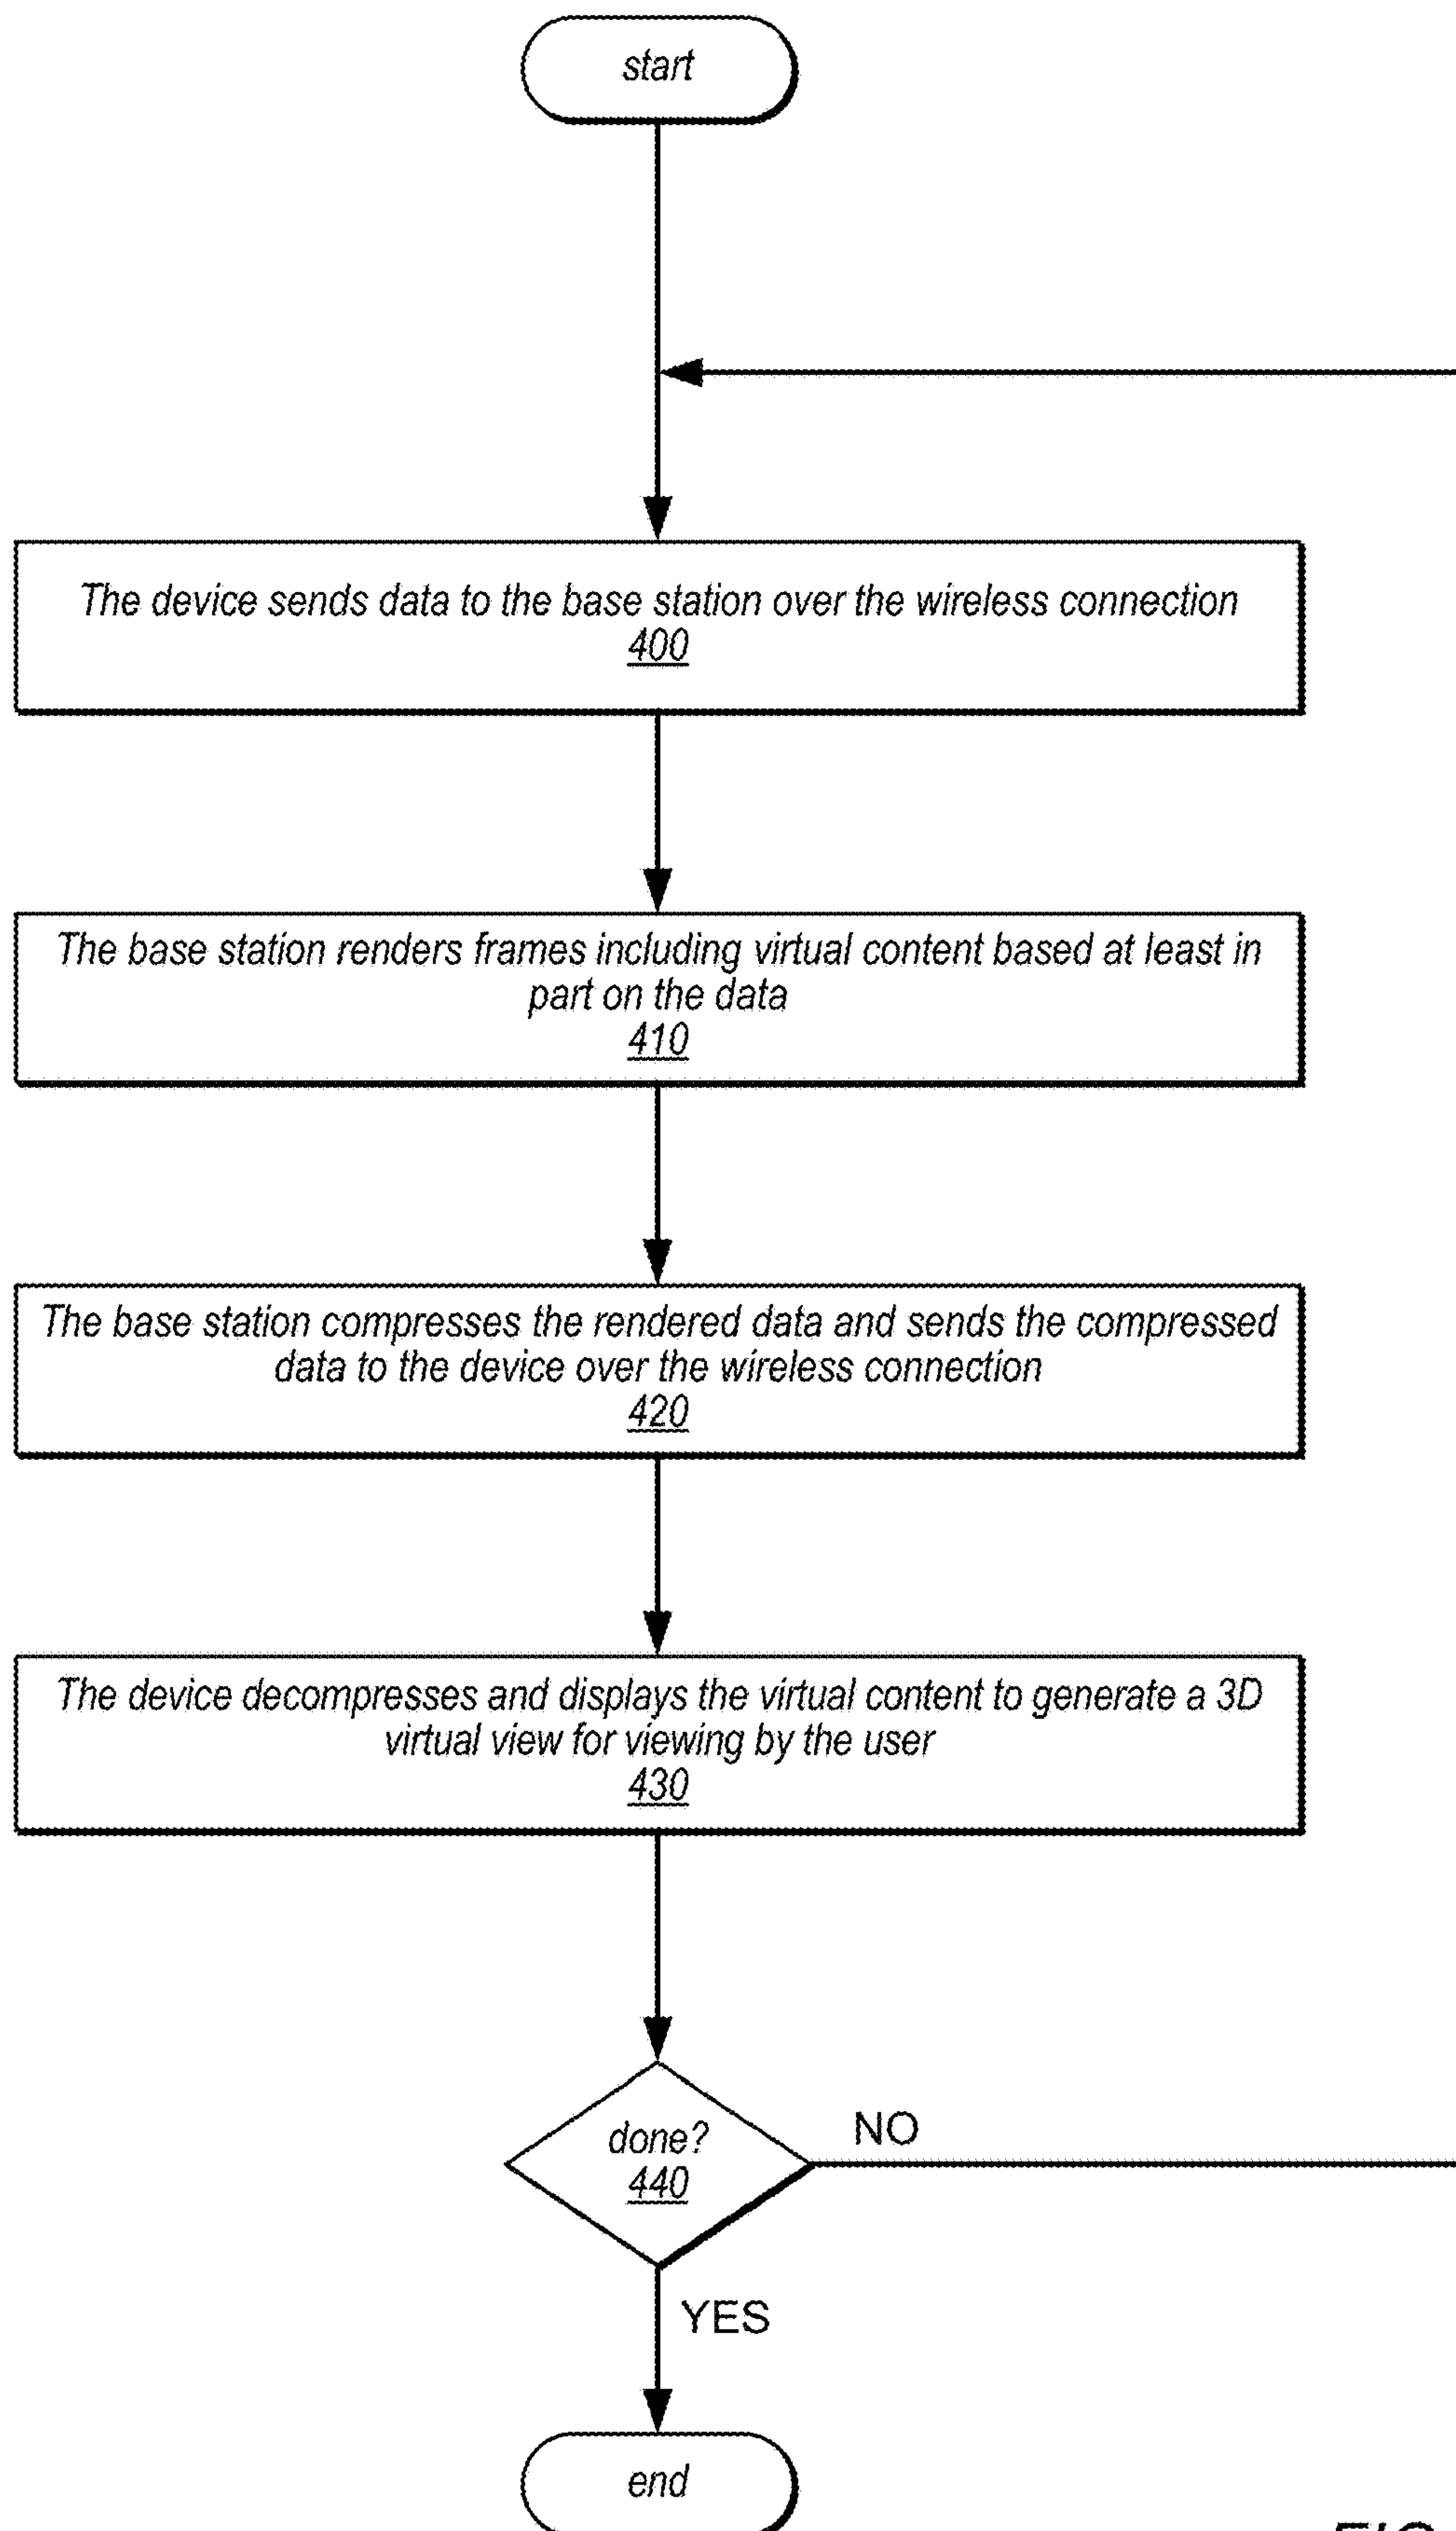 start
The device sends data to the base station over the wireless connection
400
The base station renders frames including virtual content based at least in
part on the data
410
The base station compresses the rendered data and sends the compressed
data to the device over the wireless connection
420
The device decompresses and displays the virtual content to generate a 3D
virtual view for viewing by the user
430
done?
440
NO
YES
end